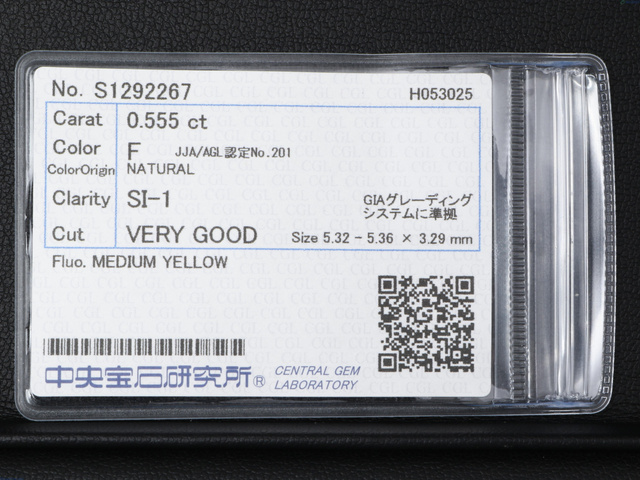 No. S1292267 H053025
Carat 0.555 ct
Color F JJA/AGL認定No.201
ColorOrigin NATURAL
Clarity SI-1 GIAグレーディング
システムに準拠
Cut VERY GOOD Size 5.32 - 5.36 × 3.29 mm
Fluo. MEDIUM YELLOW
中央宝石研究所® CENTRAL GEM
LABORATORY